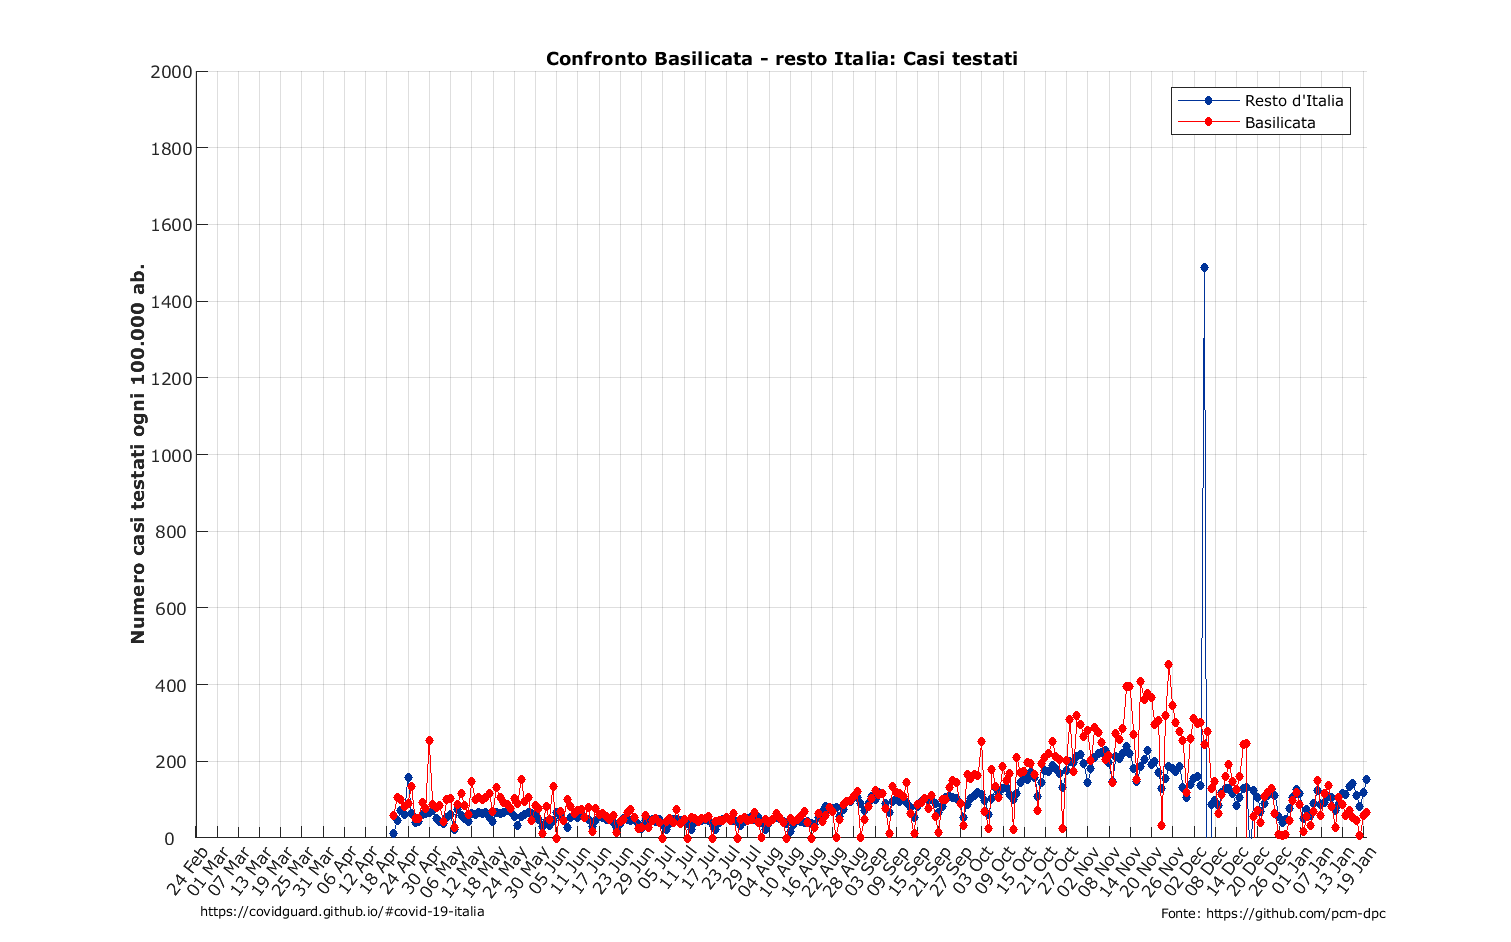 Confronto Basilicata - resto Italia: Casi testati
Resto d'Italia
Basilicata
Numero casi testati ogni 100.000 ab.
2000
1800
1600
1400
1200
1000
800
600
400
200
0
24 Feb
01 Mar
07 Mar
13 Mar
19 Mar
25 Mar
31 Mar
06 Apr
12 Apr
18 Apr
24 Apr
30 Apr
06 May
12 May
18 May
24 May
30 May
05 Jun
11 Jun
17 Jun
23 Jun
29 Jun
05 Jul
11 Jul
17 Jul
23 Jul
29 Jul
04 Aug
10 Aug
16 Aug
22 Aug
28 Aug
03 Sep
09 Sep
15 Sep
21 Sep
27 Sep
03 Oct
09 Oct
15 Oct
21 Oct
27 Oct
02 Nov
08 Nov
14 Nov
20 Nov
26 Nov
02 Dec
08 Dec
14 Dec
20 Dec
26 Dec
01 Jan
07 Jan
13 Jan
19 Jan
https://covidguard.github.io/#covid-19-italia
Fonte: https://github.com/pcm-dpc